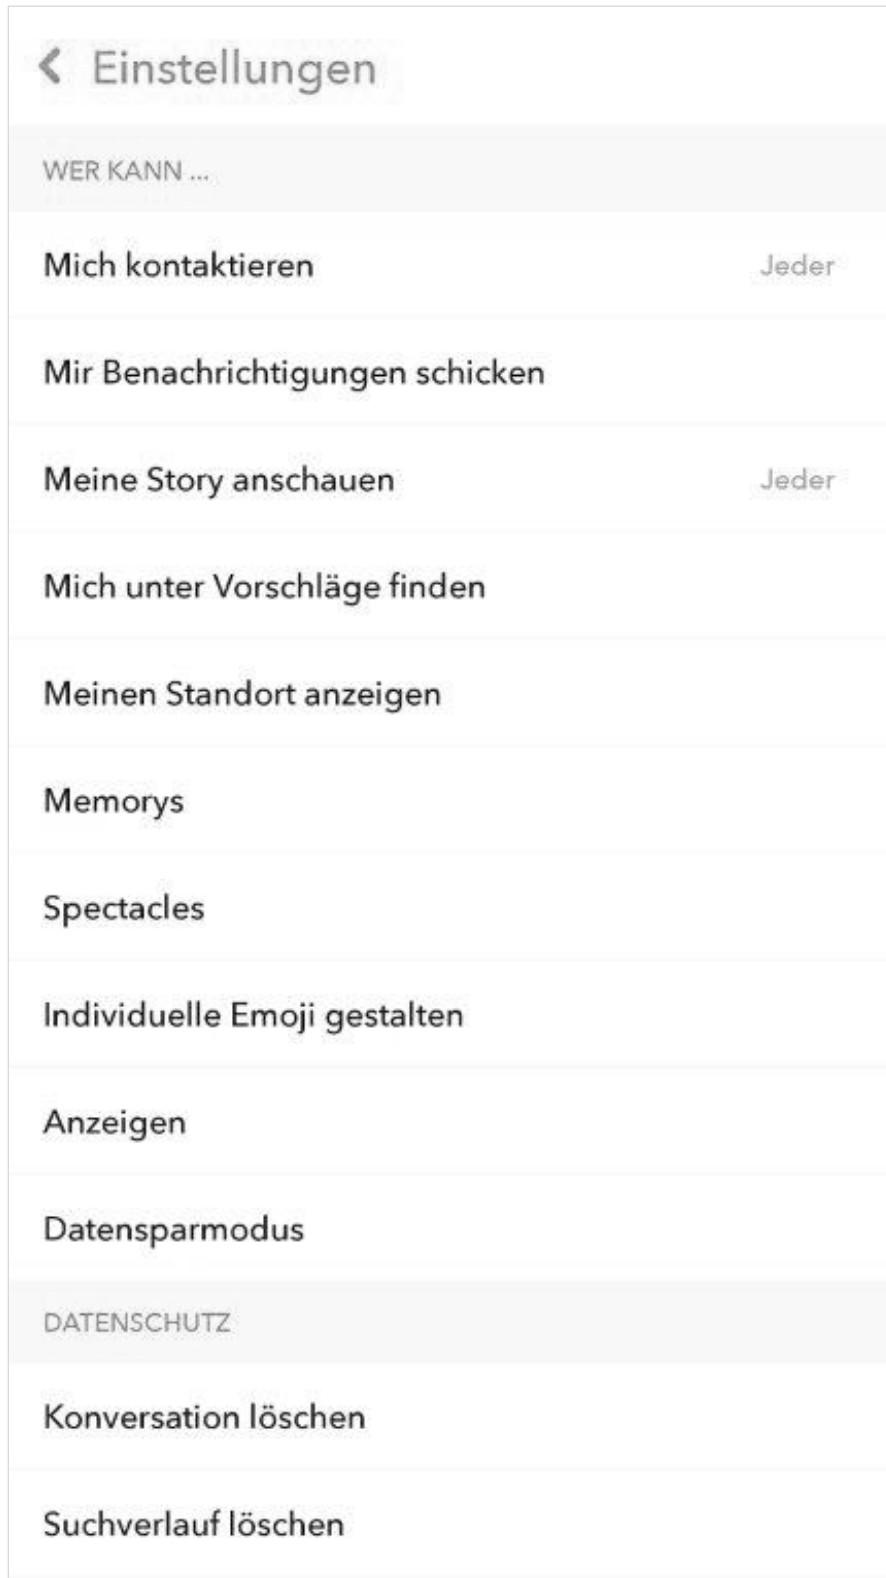 Einstellungen
WER KANN ...
Mich kontaktieren Jeder
Mir Benachrichtigungen schicken
Meine Story anschauen Jeder
Mich unter Vorschläge finden
Meinen Standort anzeigen
Memorys
Spectacles
Individuelle Emoji gestalten
Anzeigen
Datensparmodus
DATENSCHUTZ
Konversation löschen
Suchverlauf löschen